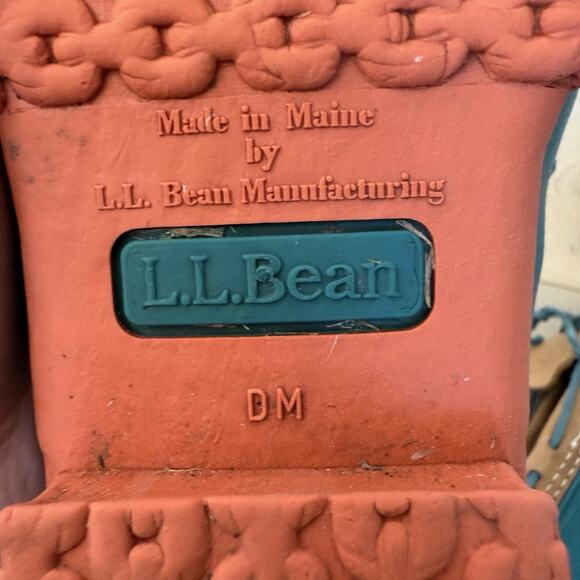 Made in Maine
by
L.L. Bean Manufacturing
L.L.Bean
DM